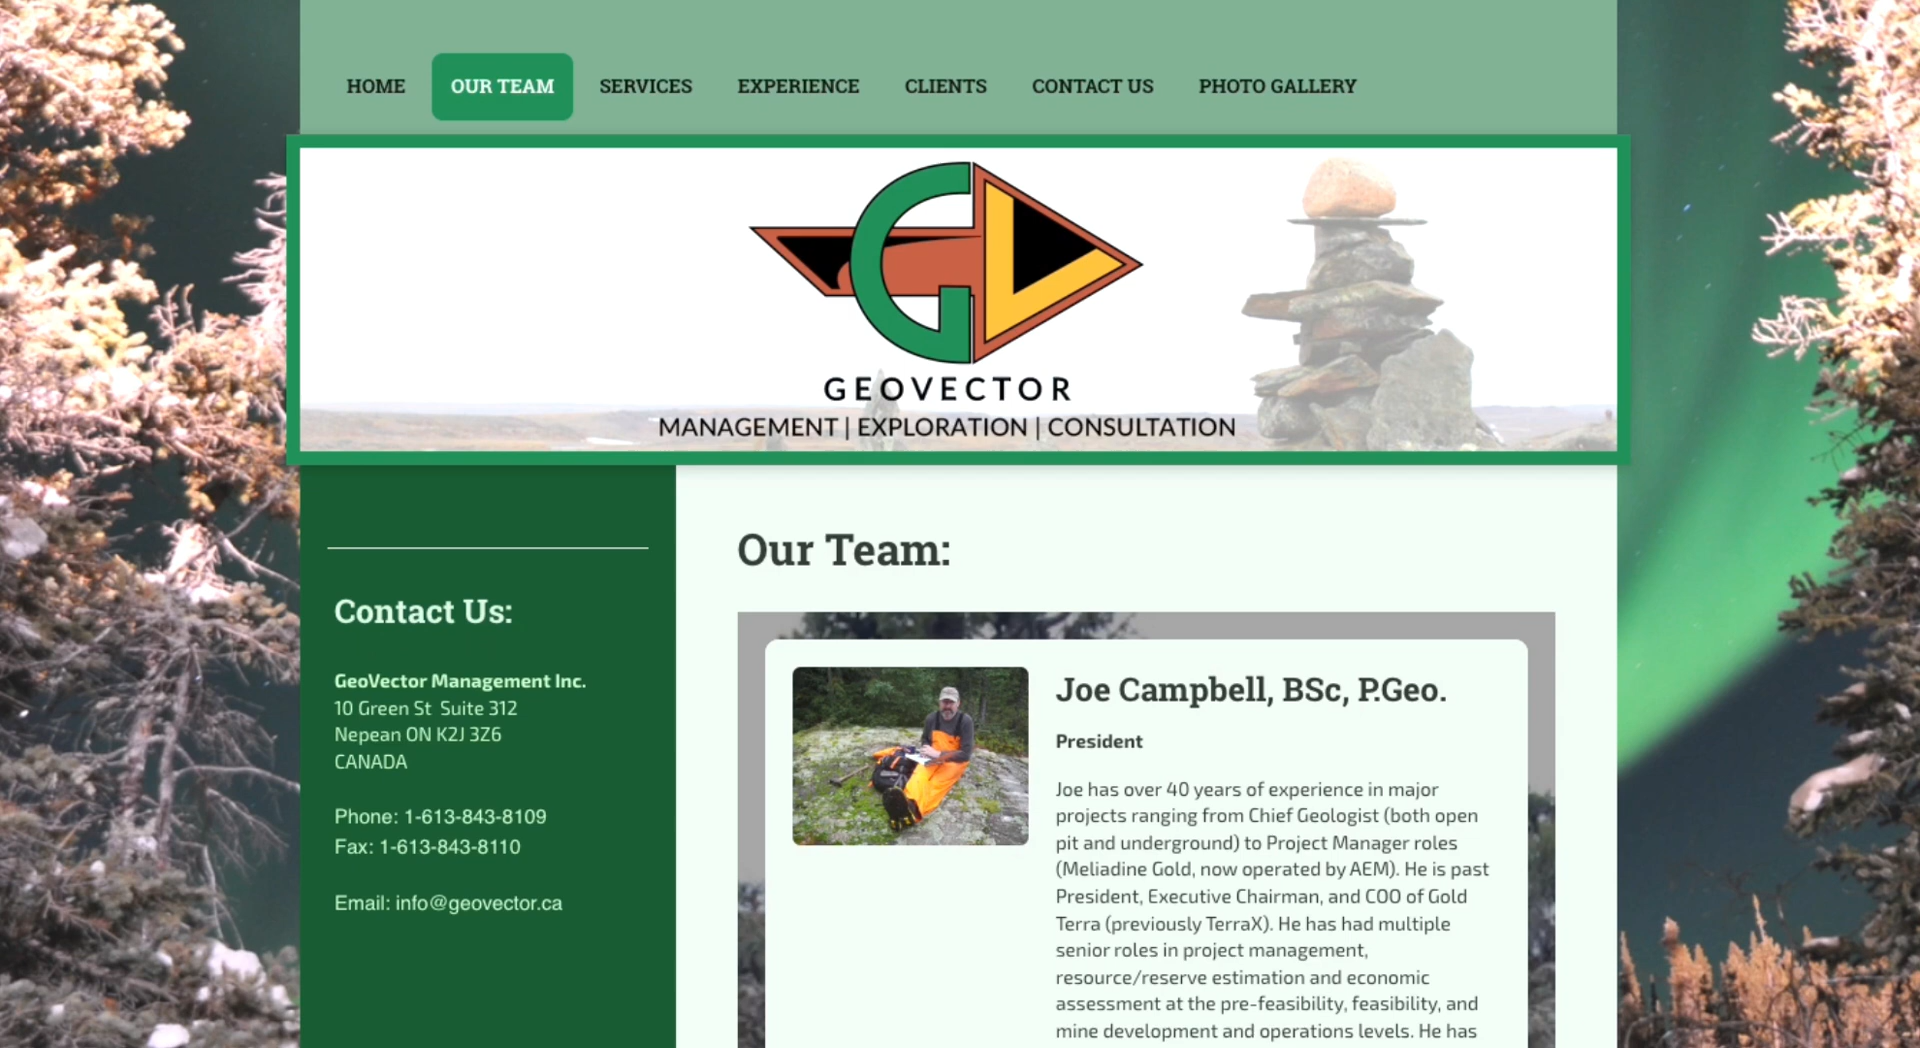 HOME
OUR TEAM
SERVICES
EXPERIENCE
CLIENTS
CONTACT US
PHOTO GALLERY
GEOVECTOR
MANAGEMENT | EXPLORATION | CONSULTATION
Contact Us:
GeoVector Management Inc.
10 Green St  Suite 312
Nepean ON K2J 3Z6
CANADA
Phone: 1-613-843-8109
Fax: 1-613-843-8110
Email: info@geovector.ca
Our Team:
Joe Campbell, BSc, P.Geo.
President
Joe has over 40 years of experience in major
projects ranging from Chief Geologist (both open
pit and underground) to Project Manager roles
(Meliadine Gold, now operated by AEM). He is past
President, Executive Chairman, and COO of Gold
Terra (previously TerraX). He has had multiple
senior roles in project management,
resource/reserve estimation and economic
assessment at the pre-feasibility, feasibility, and
mine development and operations levels. He has